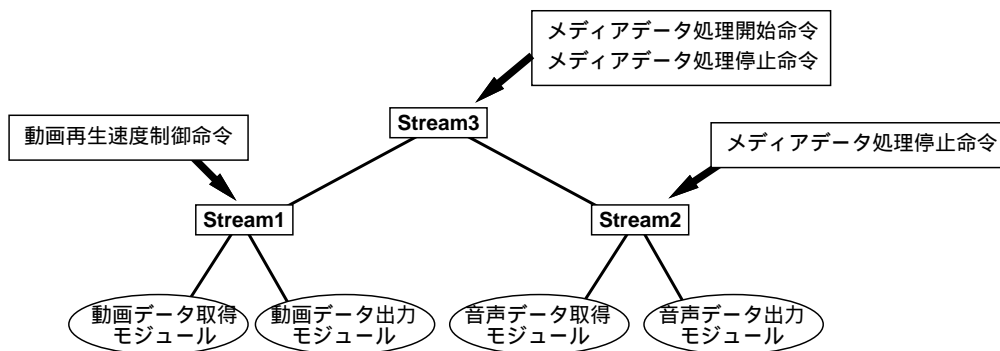 メディアデータ処理開始命令
メディアデータ処理停止命令
Stream3
動画再生速度制御命令
メディアデータ処理停止命令
Stream1
Stream2
動画データ取得
モジュール
動画データ出力
モジュール
音声データ取得
モジュール
音声データ出力
モジュール